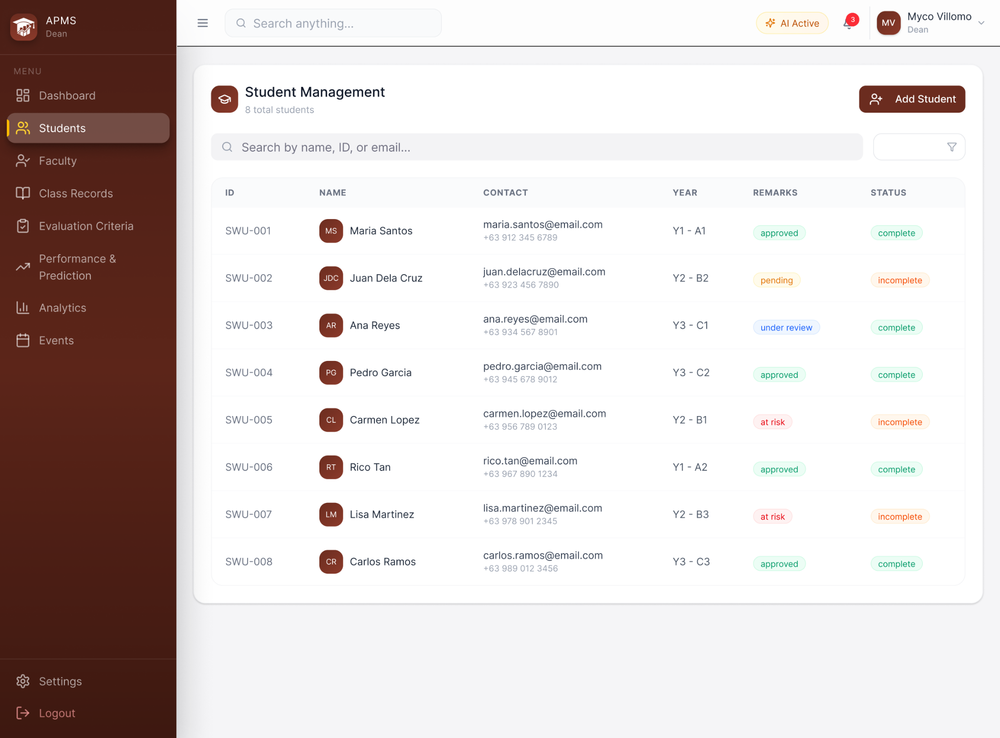 APMS
Dean
MENU
Dashboard
Students
Faculty
Class Records
Evaluation Criteria
Performance &
Prediction
Analytics
Events
Settings
Logout
Search anything...
AI Active
3
MV
Myco Villomo
Dean
Student Management
8 total students
Add Student
Search by name, ID, or email...
ID NAME CONTACT YEAR REMARKS STATUS
SWU-001 MS Maria Santos maria.santos@email.com Y1 - A1 approved complete
+63 912 345 6789
SWU-002 JDC Juan Dela Cruz juan.delacruz@email.com Y2 - B2 pending incomplete
+63 923 456 7890
SWU-003 AR Ana Reyes ana.reyes@email.com Y3 - C1 under review complete
+63 934 567 8901
SWU-004 PG Pedro Garcia pedro.garcia@email.com Y3 - C2 approved complete
+63 945 678 9012
SWU-005 CL Carmen Lopez carmen.lopez@email.com Y2 - B1 at risk incomplete
+63 956 789 0123
SWU-006 RT Rico Tan rico.tan@email.com Y1 - A2 approved complete
+63 967 890 1234
SWU-007 LM Lisa Martinez lisa.martinez@email.com Y2 - B3 at risk incomplete
+63 978 901 2345
SWU-008 CR Carlos Ramos carlos.ramos@email.com Y3 - C3 approved complete
+63 989 012 3456